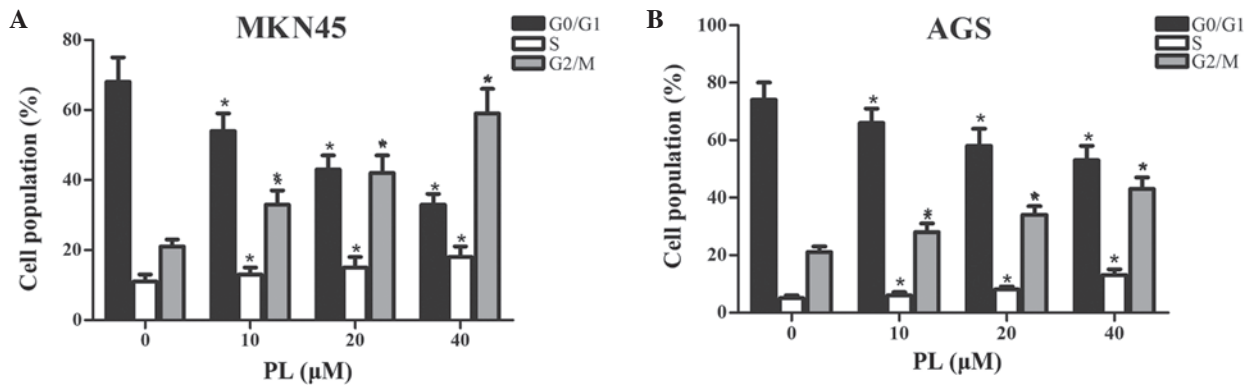 A
MKN45
G0/G1
S
G2/M
Cell population (%)
80
60
40
20
0
* * * * * * * * *
0 10 20 40
PL (µM)
B
AGS
G0/G1
S
G2/M
Cell population (%)
100
80
60
40
20
0
* * * * * * * * *
0 10 20 40
PL (µM)